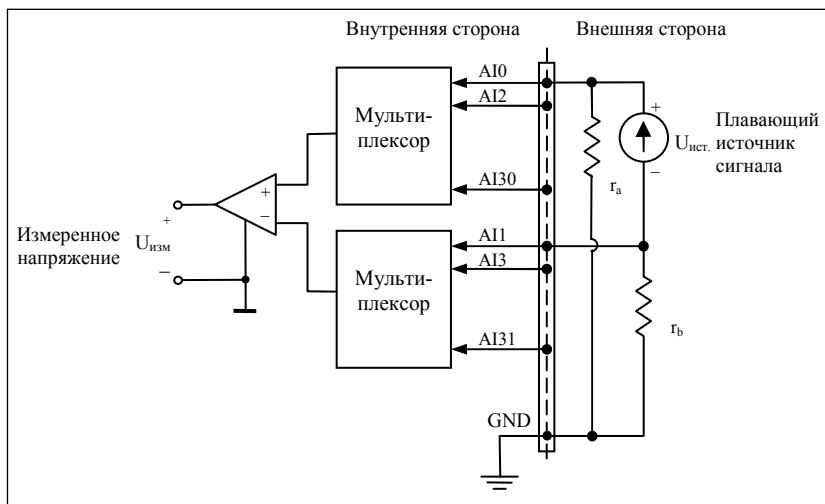 Внутренняя сторона
Внешняя сторона
AI0
AI2
AI30
Мульти-
плексор
+
−
Uист.
Плавающий
источник
сигнала
ra
+
−
Измеренное
напряжение
+
Uизм
−
AI1
AI3
AI31
Мульти-
плексор
rb
GND